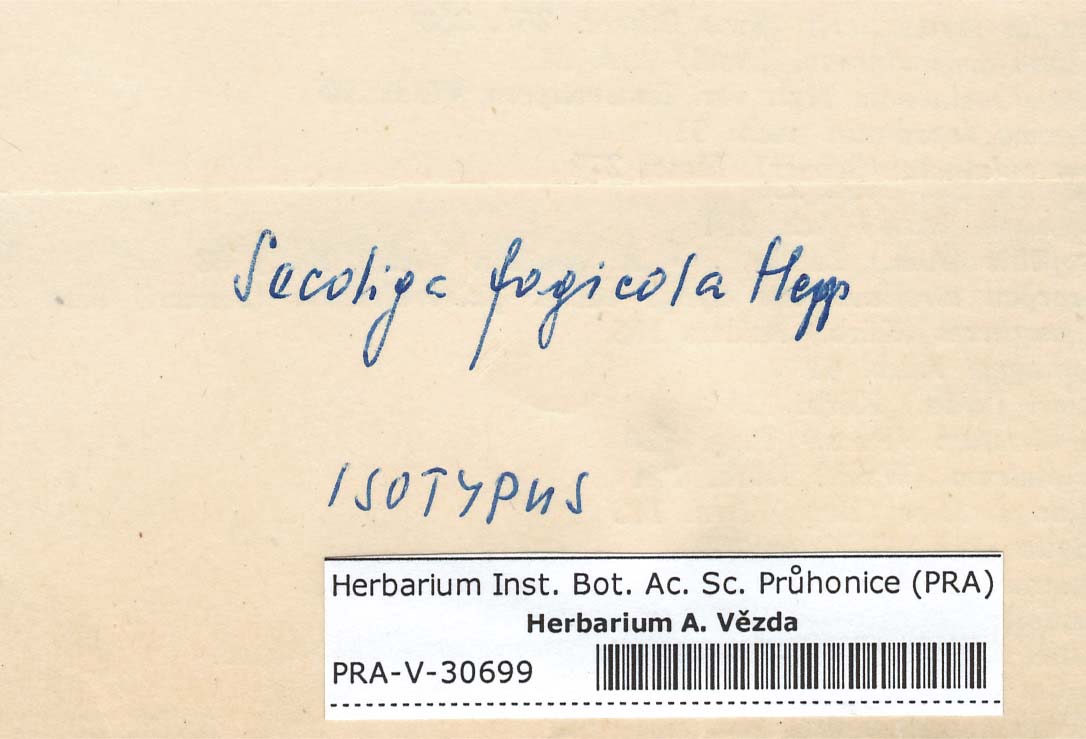 Secoliga fagicola Hepp
ISOTYPUS
Herbarium Inst. Bot. Ac. Sc. Průhonice (PRA)
Herbarium A. Vězda
PRA-V-30699